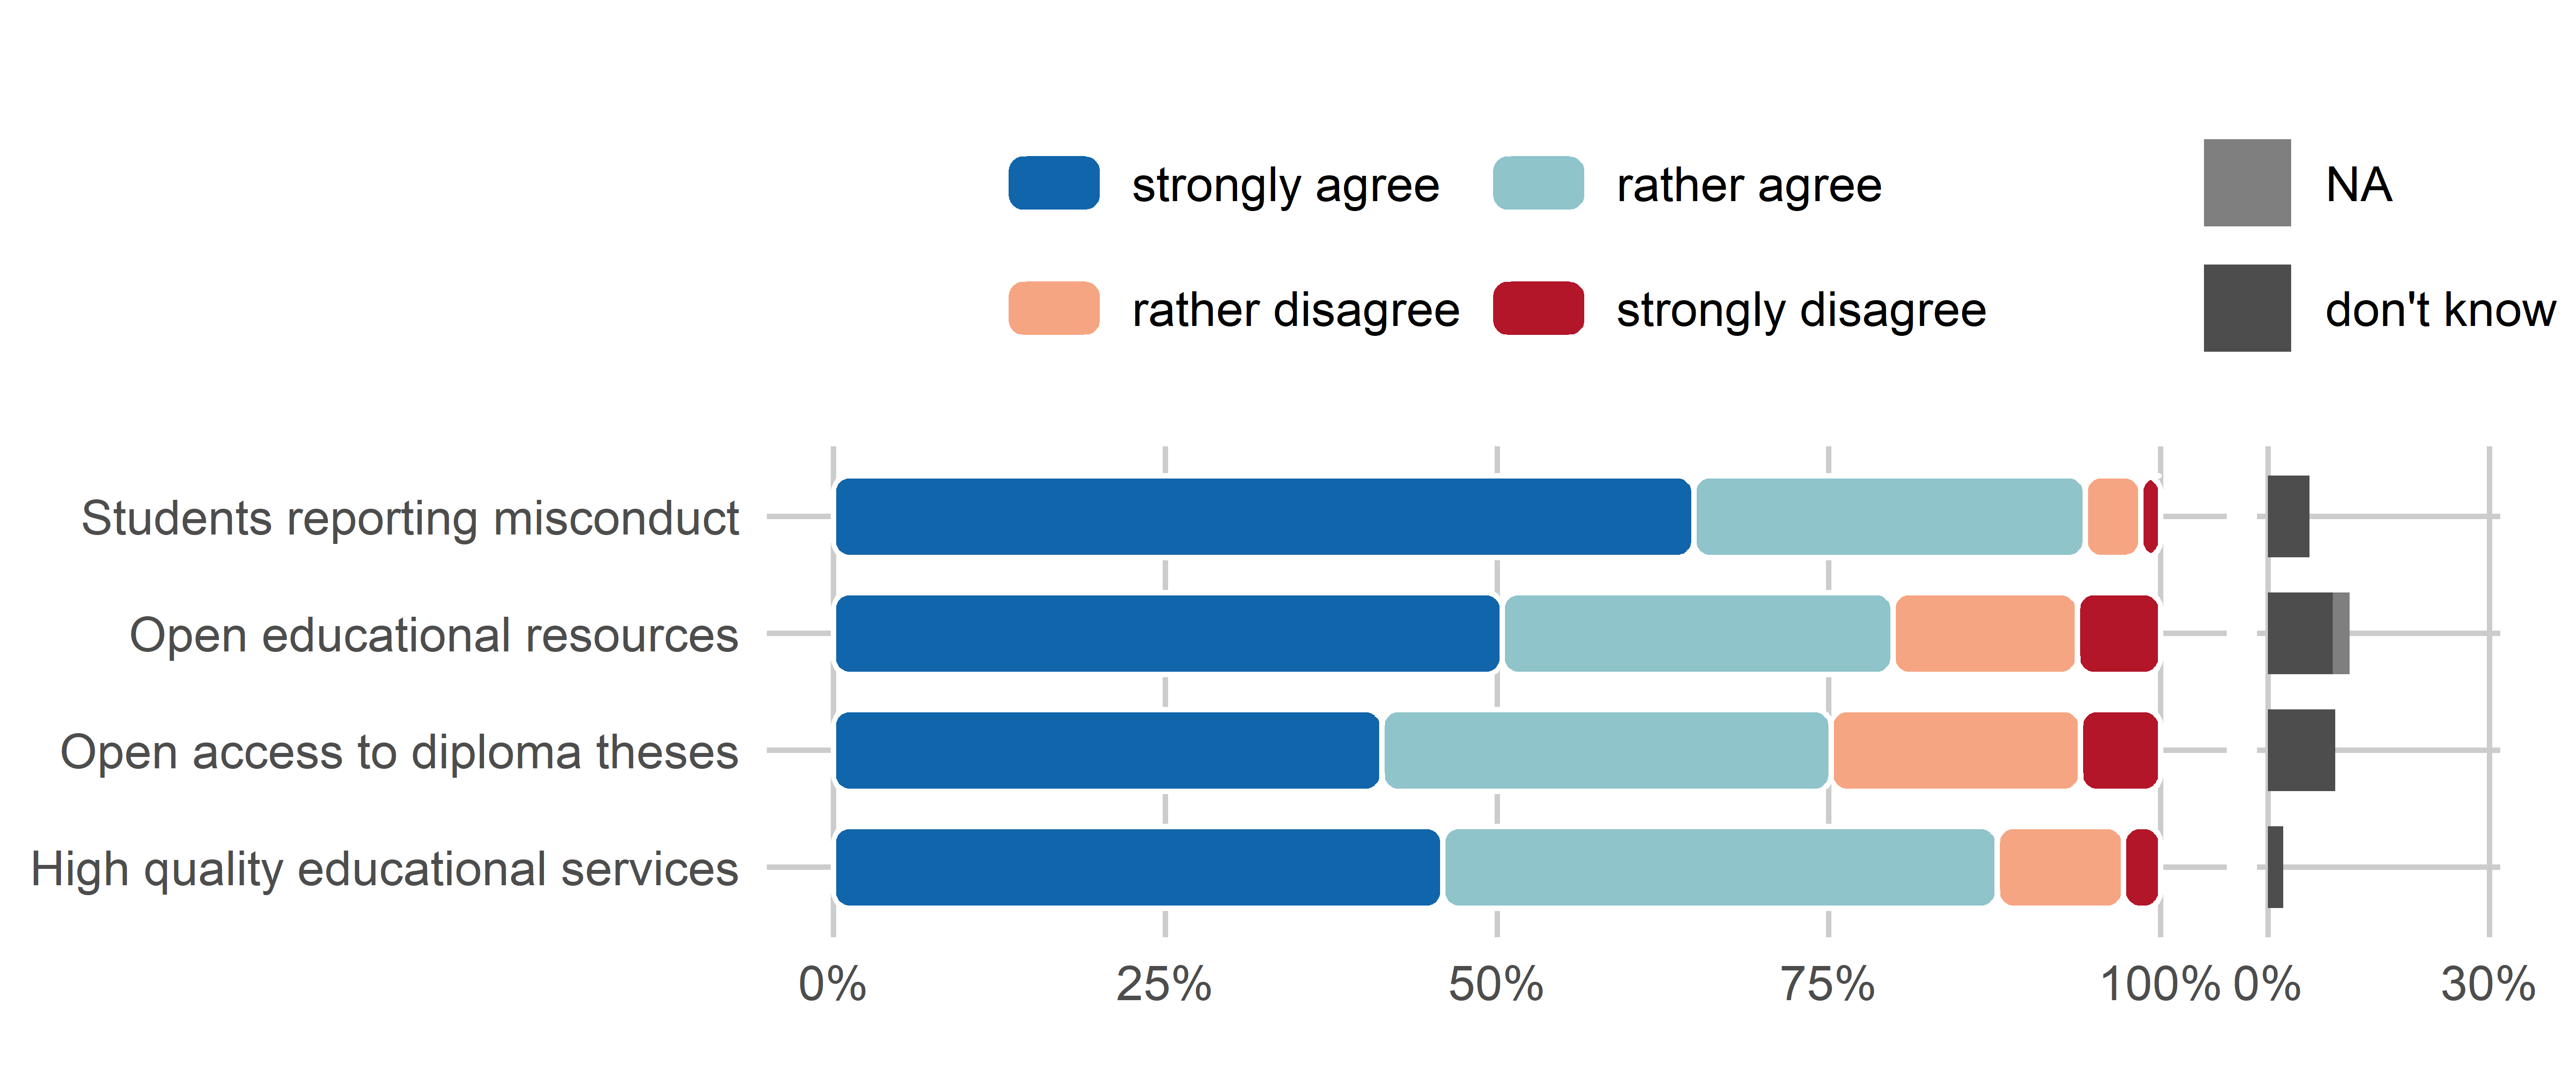 strongly agree
rather agree
NA
rather disagree
strongly disagree
don't know
Students reporting misconduct
Open educational resources
Open access to diploma theses
High quality educational services
0%
25%
50%
75%
100%
0%
30%